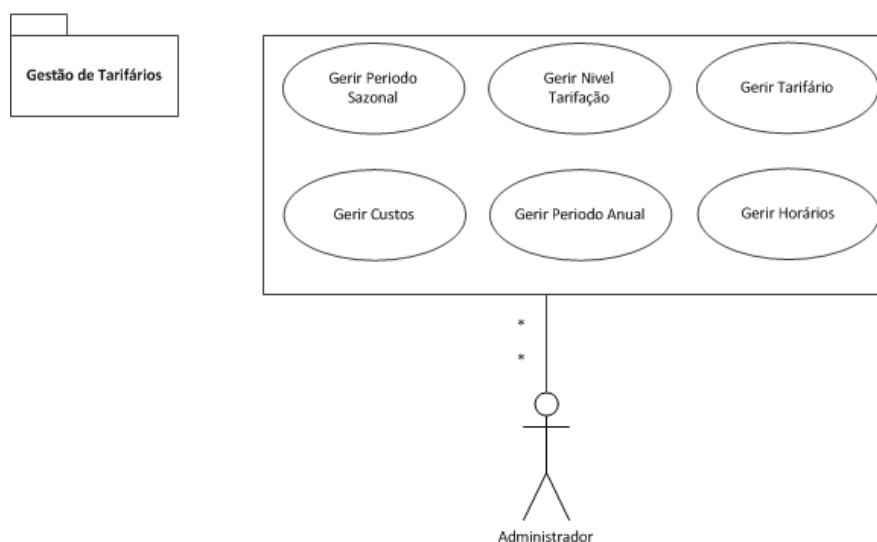 Gestão de Tarifários
Gerir Periodo
Sazonal
Gerir Nivel
Tarifação
Gerir Tarifário
Gerir Custos
Gerir Periodo Anual
Gerir Horários
*
*
Administrador